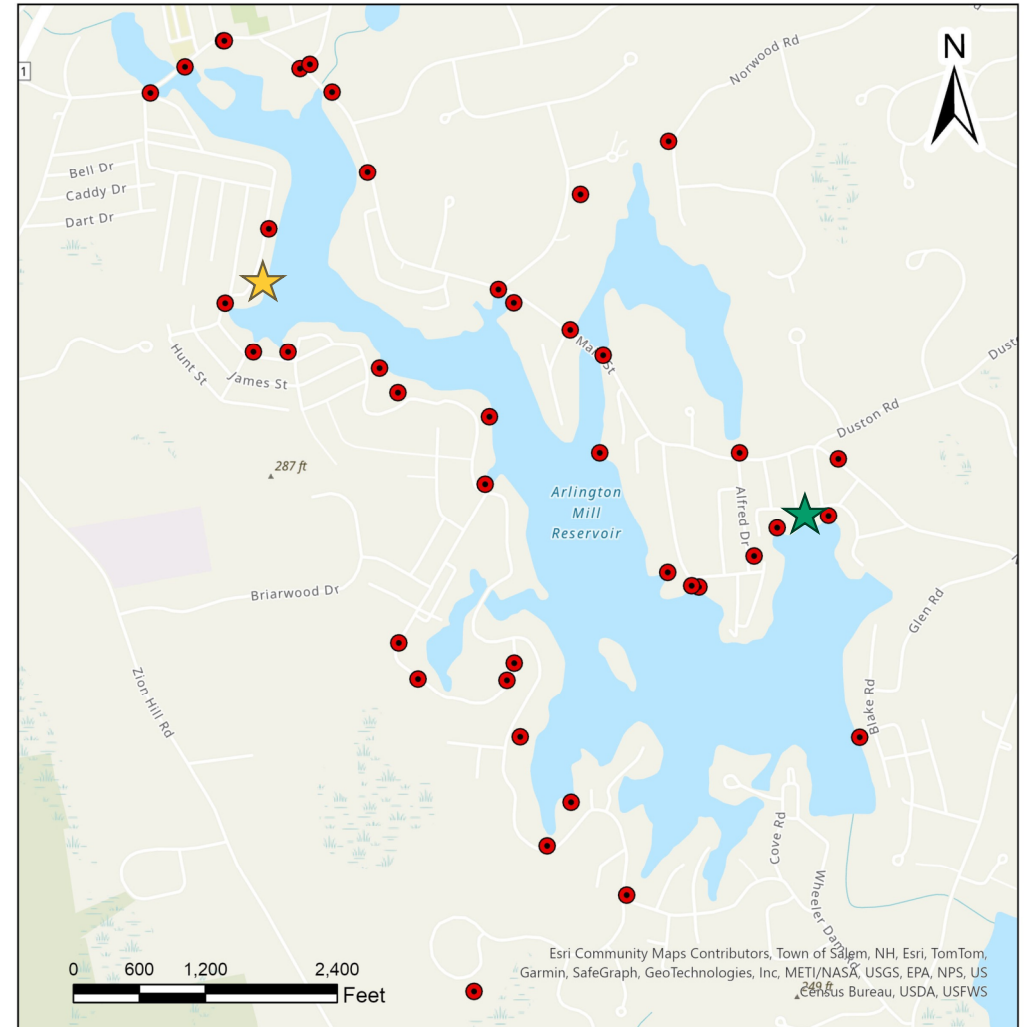 N
Norwood Rd
1
Bell Dr
Caddy Dr
Dart Dr
Main St
Hunt St
James St
Duston Rd
287 ft
Arlington
Mill
Reservoir
Alfred Dr
Briarwood Dr
Glen Rd
Zion Hill Rd
Blake Rd
Cove Rd
Wheeler Dam Rd
Esri Community Maps Contributors, Town of Salem, NH, Esri, TomTom,
Garmin, SafeGraph, GeoTechnologies, Inc, METI/NASA, USGS, EPA, NPS, US
Census Bureau, USDA, USFWS
249 ft
0 600 1,200 2,400
Feet